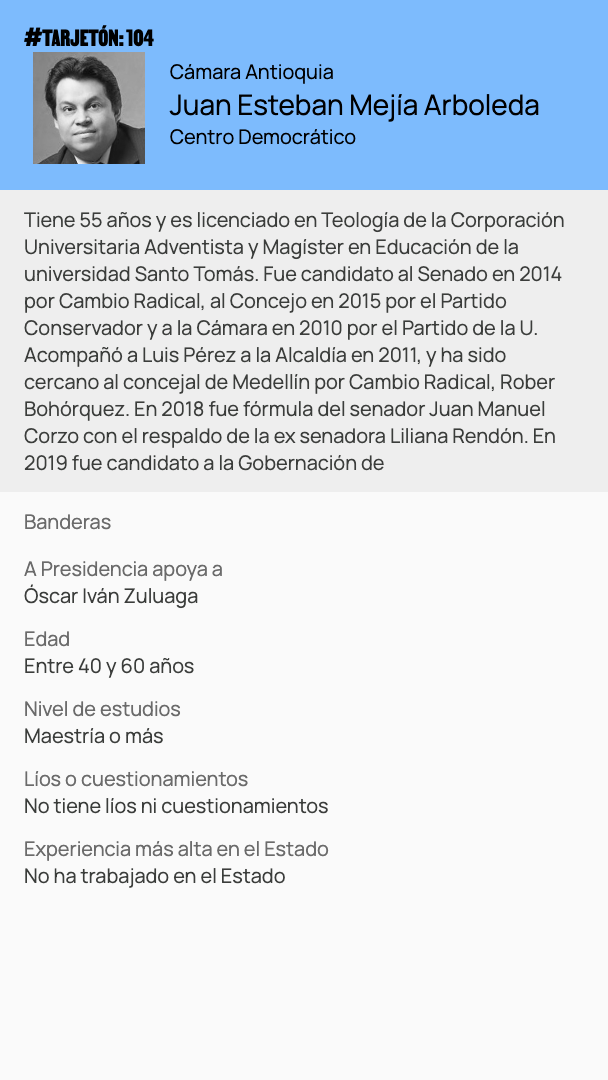 #TARJETÓN: 104
Cámara Antioquia
Juan Esteban Mejía Arboleda
Centro Democrático
Tiene 55 años y es licenciado en Teología de la Corporación
Universitaria Adventista y Magíster en Educación de la
universidad Santo Tomás. Fue candidato al Senado en 2014
por Cambio Radical, al Concejo en 2015 por el Partido
Conservador y a la Cámara en 2010 por el Partido de la U.
Acompañó a Luis Pérez a la Alcaldía en 2011, y ha sido
cercano al concejal de Medellín por Cambio Radical, Rober
Bohórquez. En 2018 fue fórmula del senador Juan Manuel
Corzo con el respaldo de la ex senadora Liliana Rendón. En
2019 fue candidato a la Gobernación de
Banderas
A Presidencia apoya a
Óscar Iván Zuluaga
Edad
Entre 40 y 60 años
Nivel de estudios
Maestría o más
Líos o cuestionamientos
No tiene líos ni cuestionamientos
Experiencia más alta en el Estado
No ha trabajado en el Estado